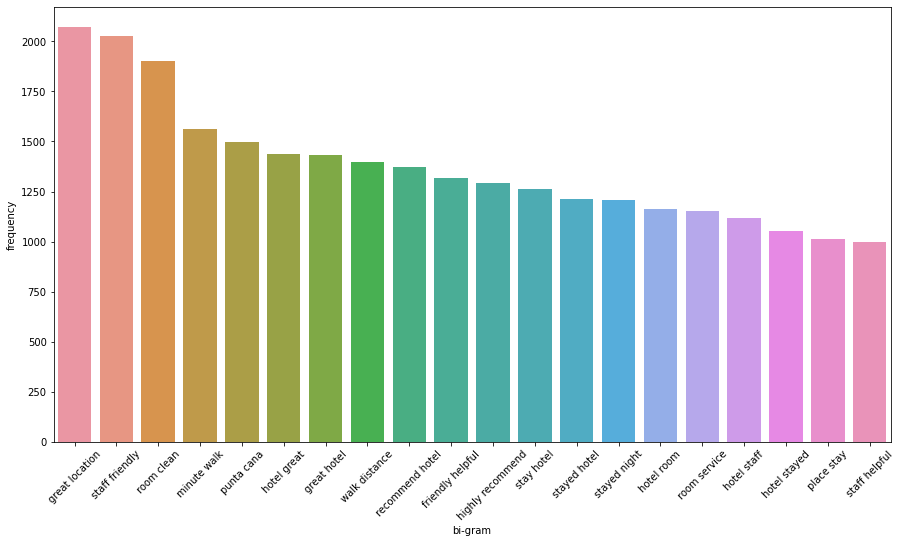 frequency
2000
1750
1500
1250
1000
750
500
250
0
great location
staff friendly
room clean
minute walk
punta cana
hotel great
great hotel
walk distance
recommend hotel
friendly helpful
highly recommend
stay hotel
stayed hotel
stayed night
hotel room
room service
hotel staff
hotel stayed
place stay
staff helpful
bi-gram